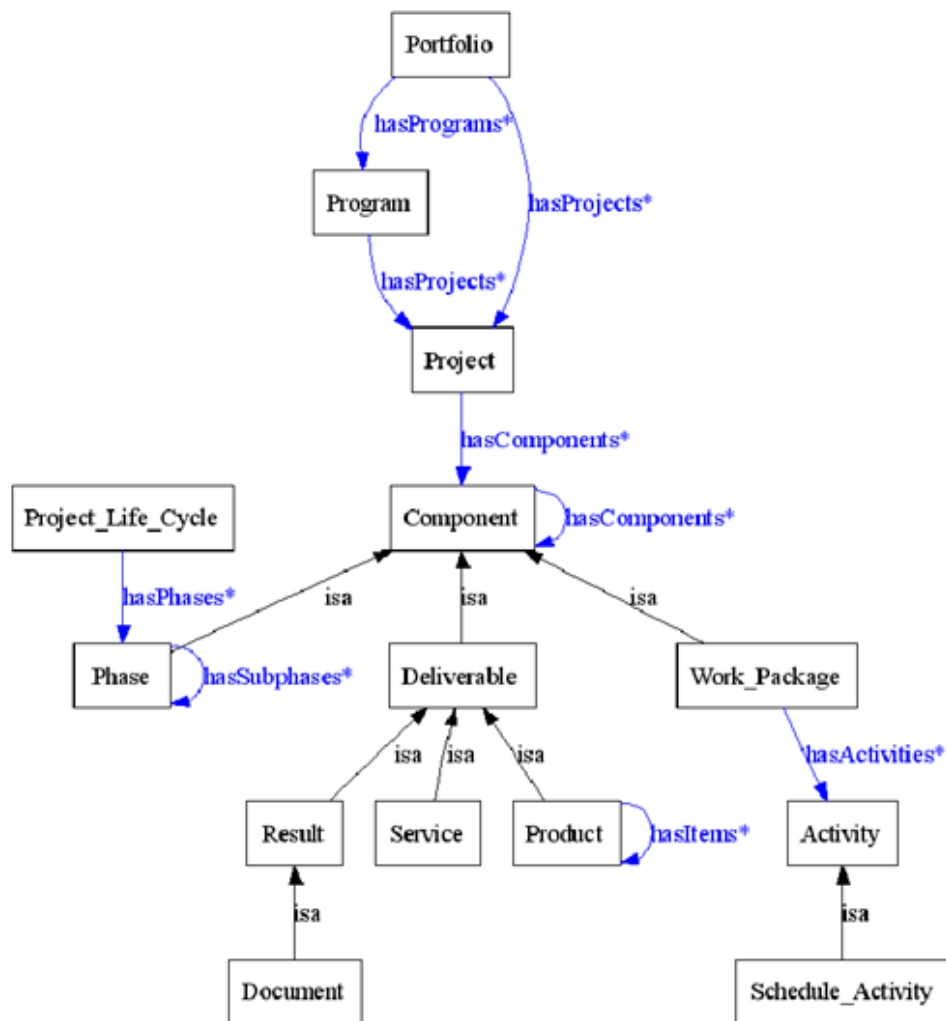 Portfolio
hasPrograms*
Program
hasProjects*
hasProjects*
Project
hasComponents*
Project_Life_Cycle
Component
hasComponents*
hasPhases*
isa
isa
isa
Phase
hasSubphases*
Deliverable
Work_Package
isa
isa
isa
hasActivities*
Result
Service
Product
hasItems*
Activity
isa
isa
Document
Schedule_Activity